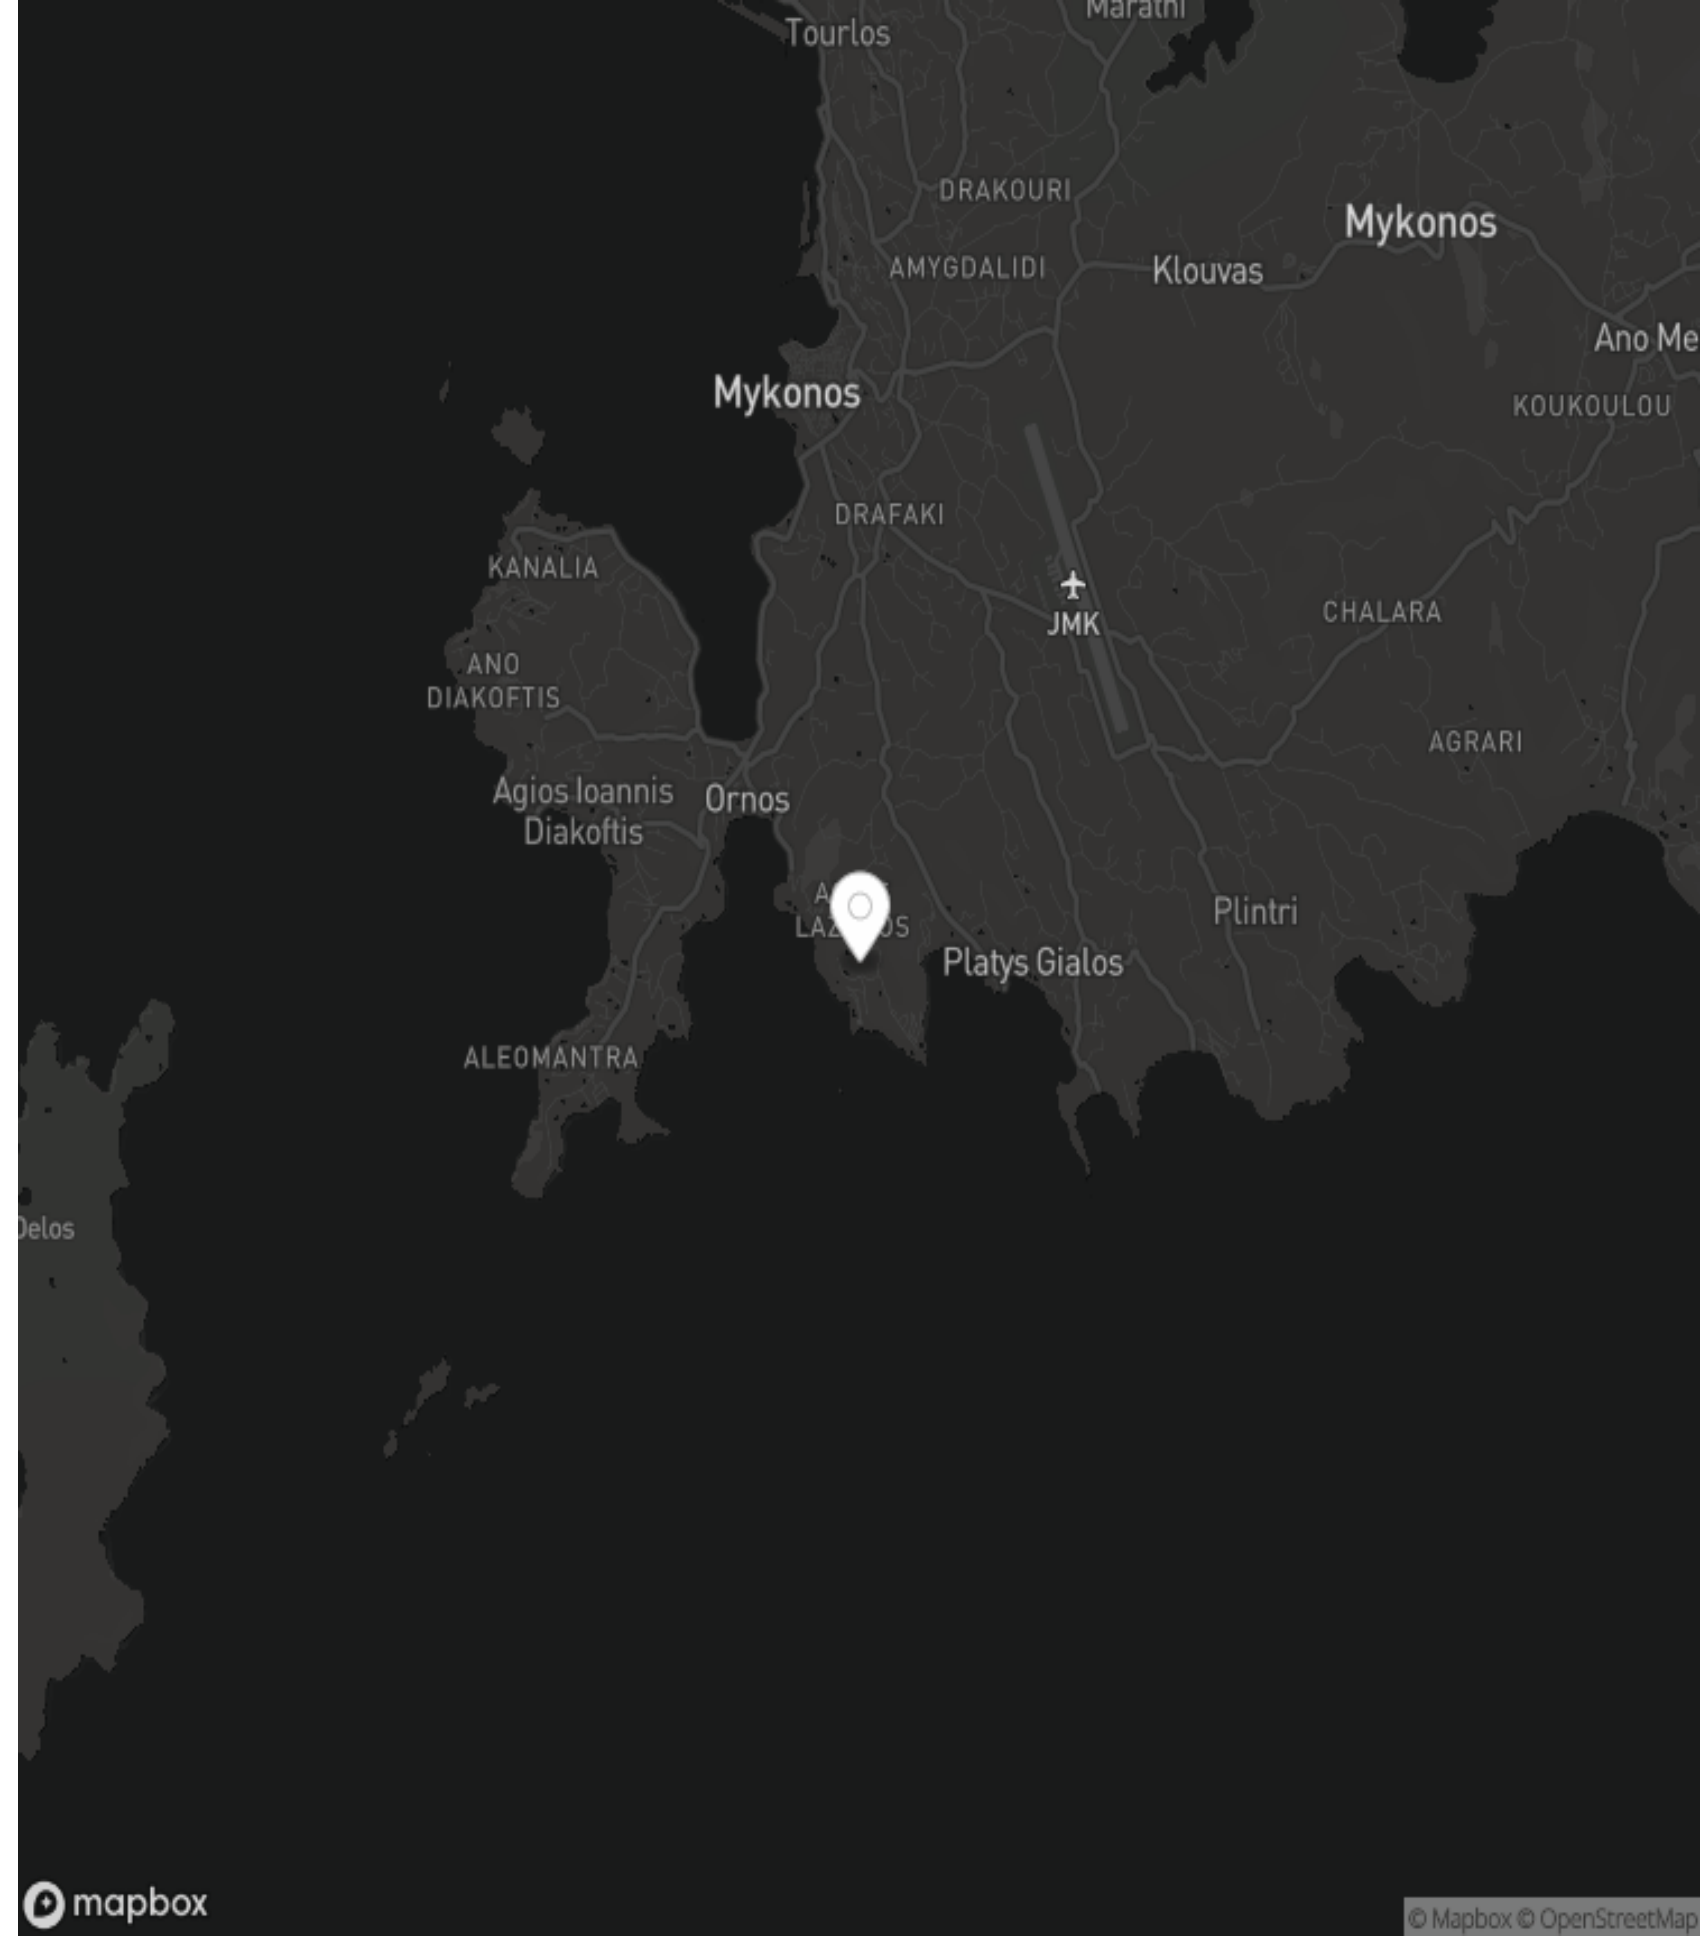 Marathi
Tourlos
DRAKOURI
Mykonos
AMYGDALIDI
Klouvas
Ano Me
Mykonos
KOUKOULOU
DRAFAKI
KANALIA
CHALARA
JMK
ANO
DIAKOFTIS
AGRARI
Agios Ioannis
Diakoftis
Ornos
Plintri
Platys Gialos
ALEOMANTRA
Delos
mapbox
© Mapbox © OpenStreetMap